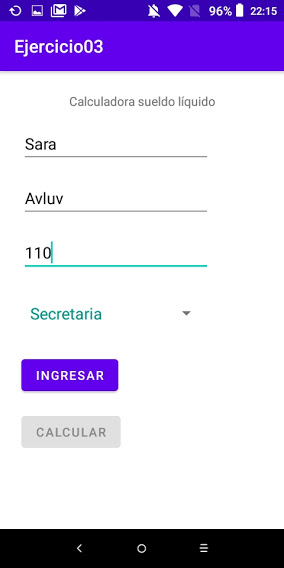 96% 22:15
Ejercicio03
Calculadora sueldo líquido
Sara
Avluv
110
Secretaria
INGRESAR
CALCULAR